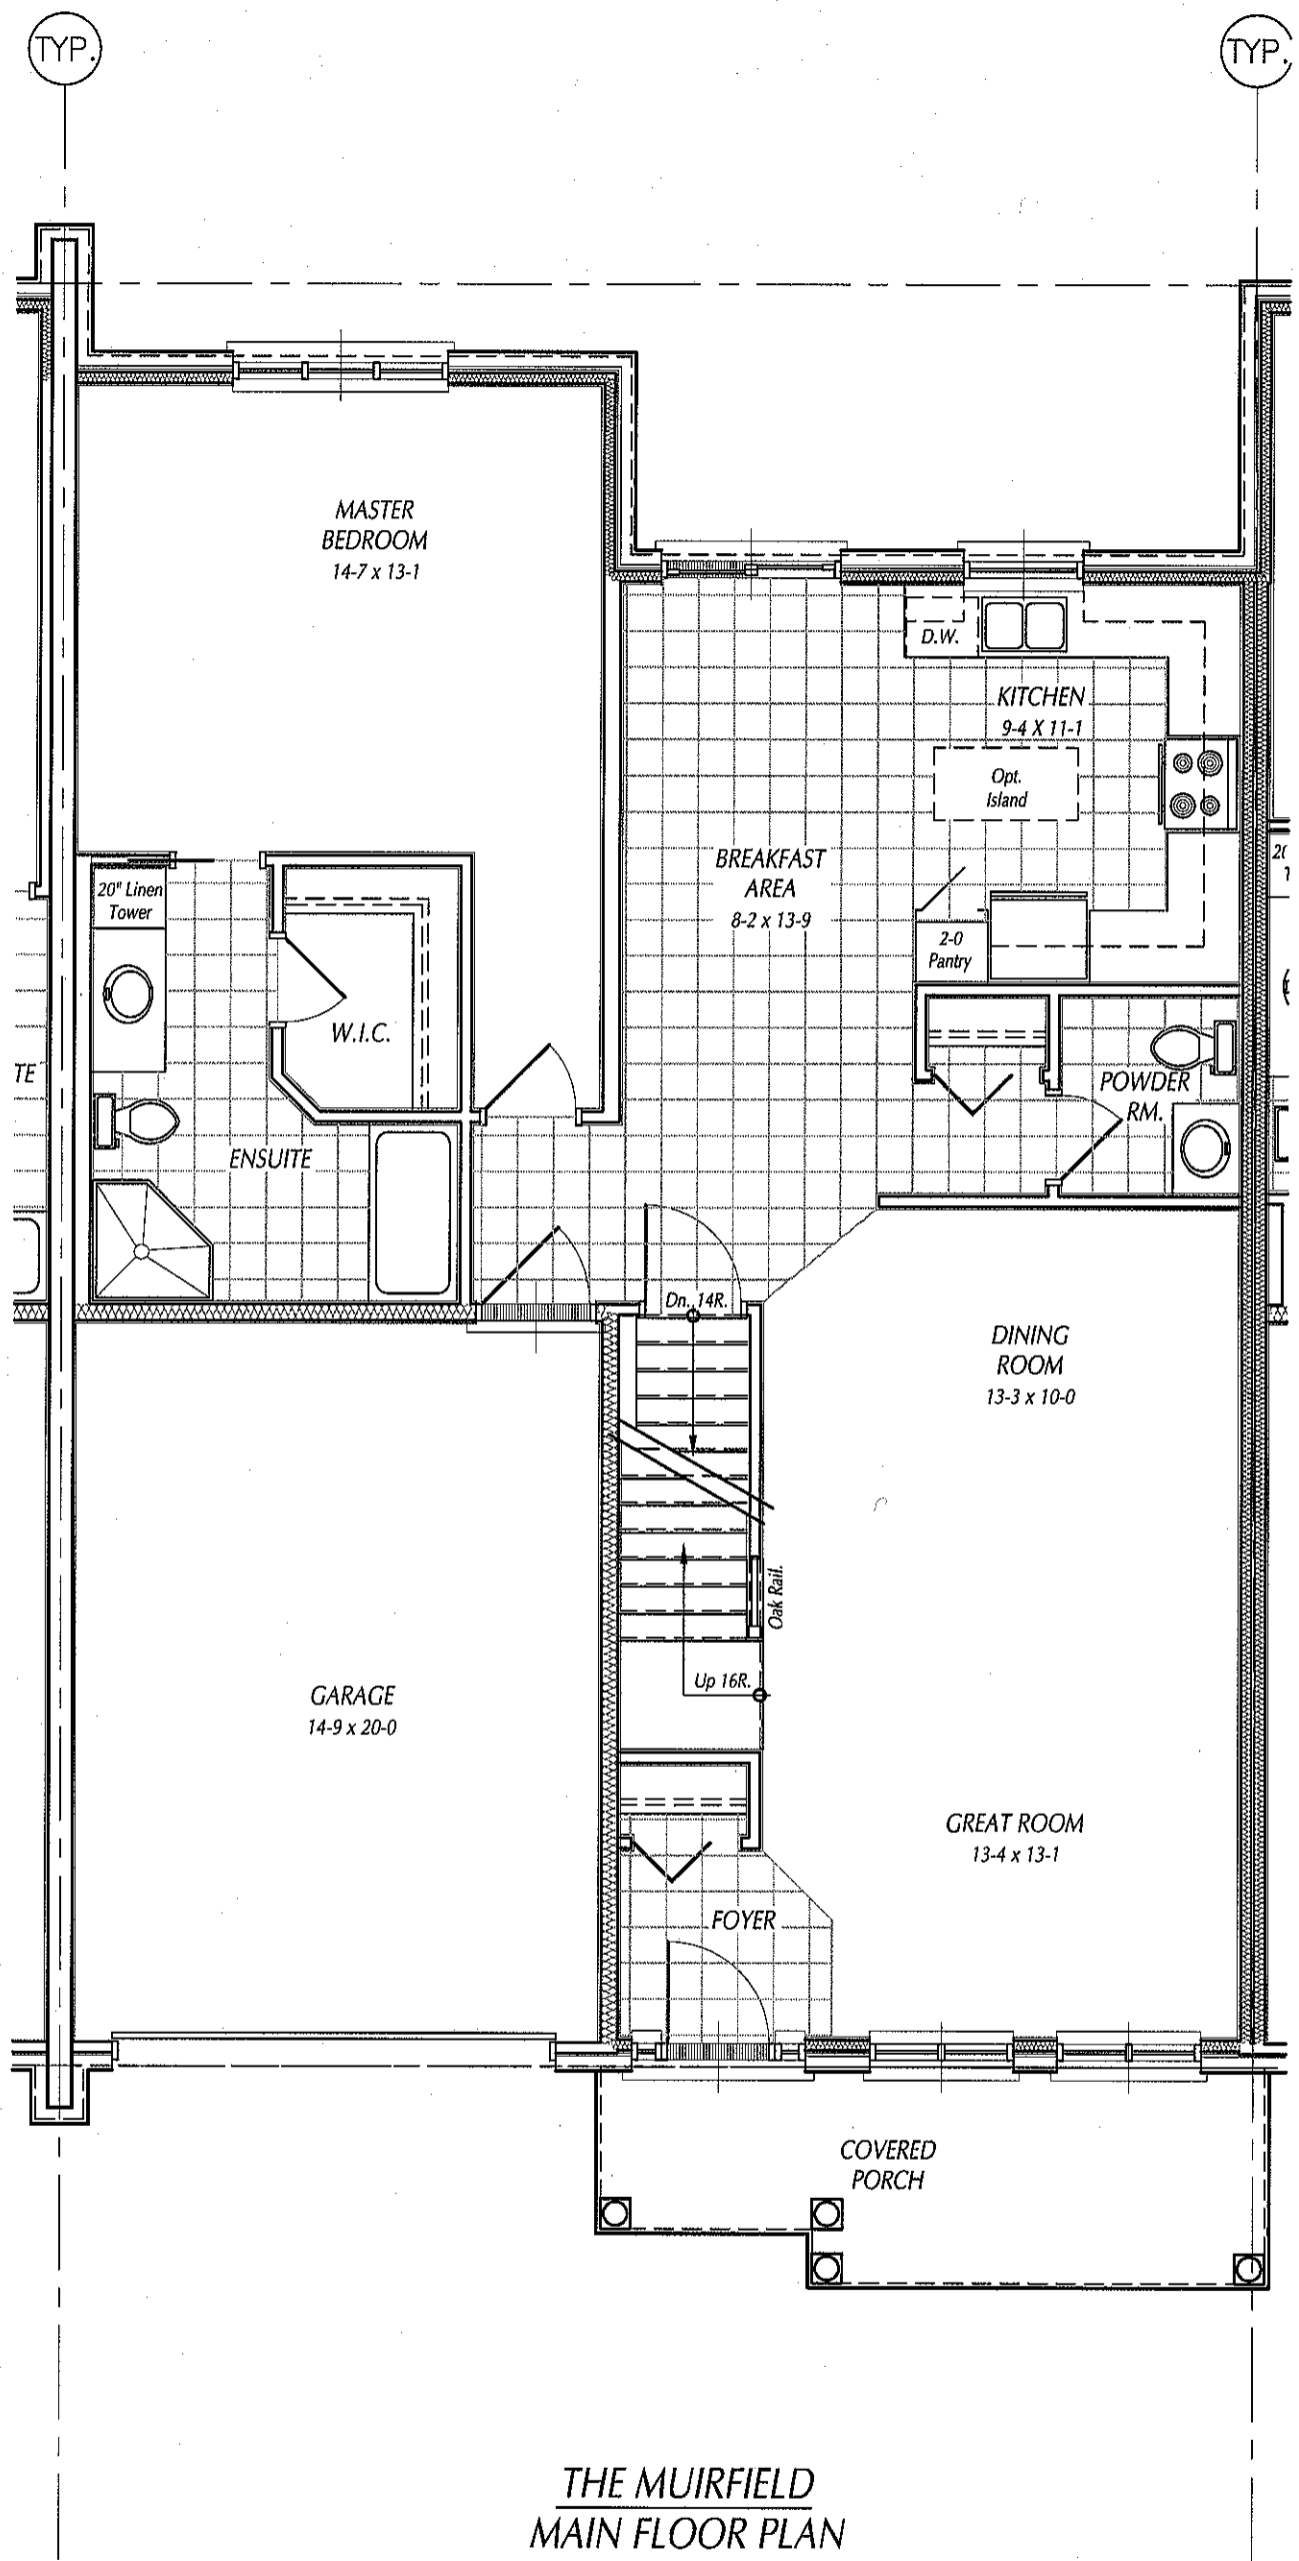 TYP.
TYP.
MASTER
BEDROOM
14-7 x 13-1
D.W.
KITCHEN
9-4 X 11-1
Opt.
Island
BREAKFAST
AREA
8-2 x 13-9
20" Linen
Tower
2-0
Pantry
W.I.C.
TE
POWDER
RM.
ENSUITE
Dn. 14R.
DINING
ROOM
13-3 x 10-0
Oak Rail.
Up 16R.
GARAGE
14-9 x 20-0
GREAT ROOM
13-4 x 13-1
FOYER
COVERED
PORCH
THE MUIRFIELD
MAIN FLOOR PLAN